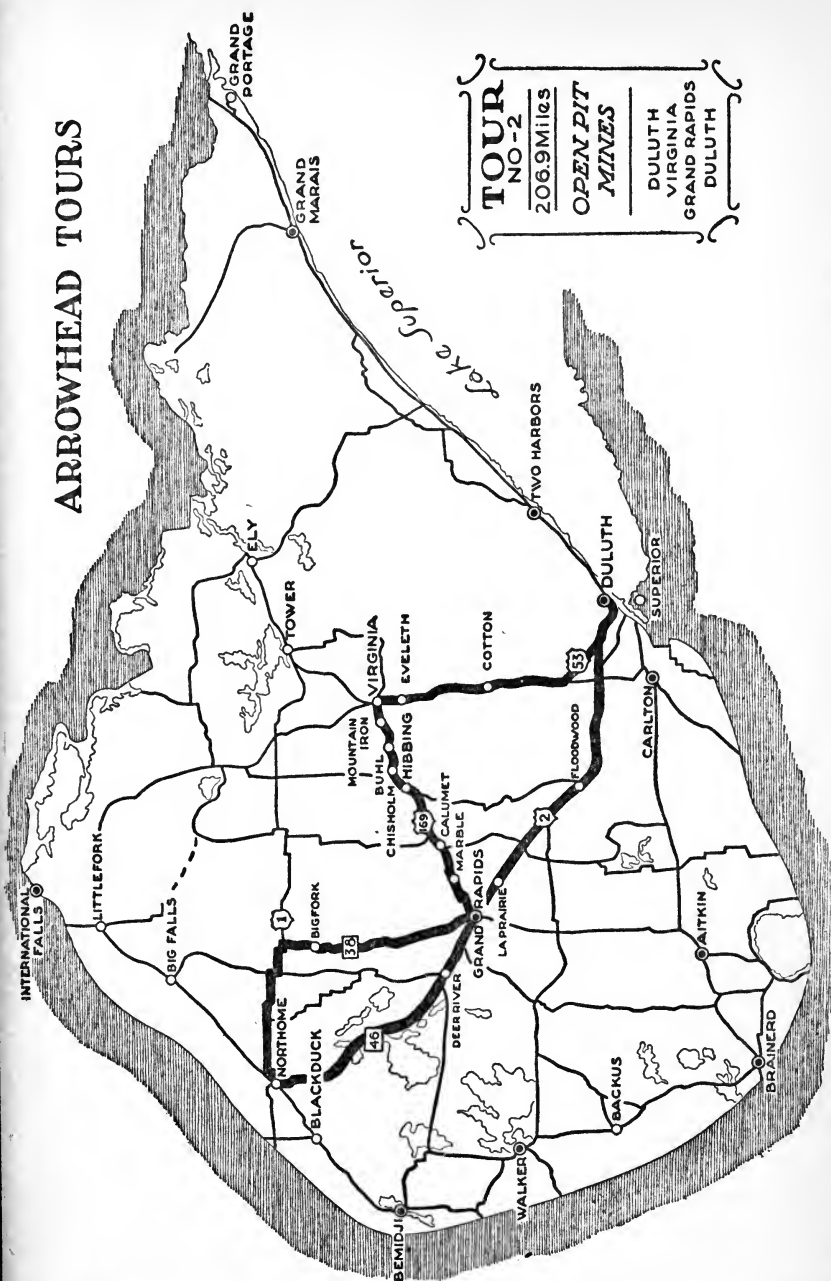 ARROWHEAD TOURS
TOUR
NO-2
206.9 Miles
OPEN PIT
MINES
DULUTH
VIRGINIA
GRAND RAPIDS
DULUTH
INTERNATIONAL
FALLS
LITTLEFORK
BIG FALLS
NORTHOME
BLACKDUCK
BEMIDJI
1
BIGFORK
38
46
DEER RIVER
GRAND
RAPIDS
LA PRAIRIE
WALKER
BACKUS
BRAINERD
AITKIN
ELY
TOWER
VIRGINIA
EVELETH
MOUNTAIN
IRON
BUHL
CHISHOLM
HIBBING
169
CALUMET
MARBLE
COTTON
53
FLOODWOOD
2
CARLTON
DULUTH
SUPERIOR
TWO HARBORS
Lake Superior
GRAND
MARAIS
GRAND
PORTAGE